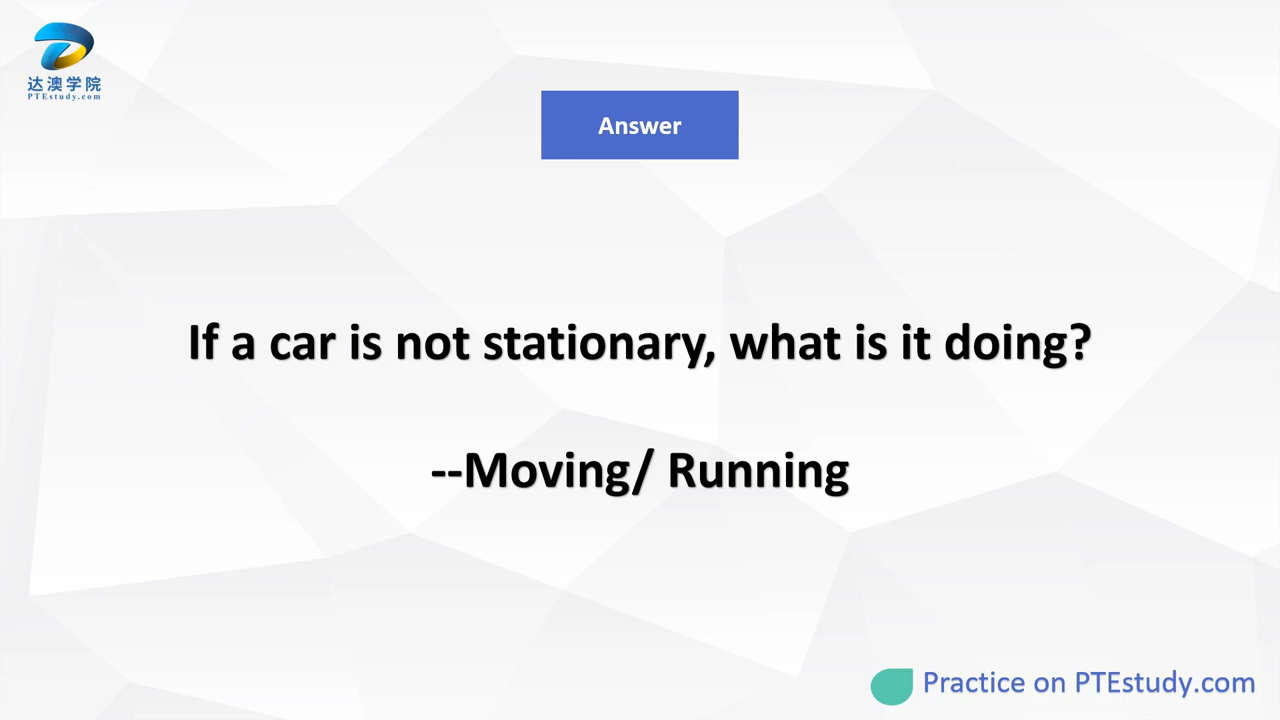 达澳学院
PTEstudy.com
Answer
If a car is not stationary, what is it doing?
--Moving/ Running
Practice on PTEstudy.com